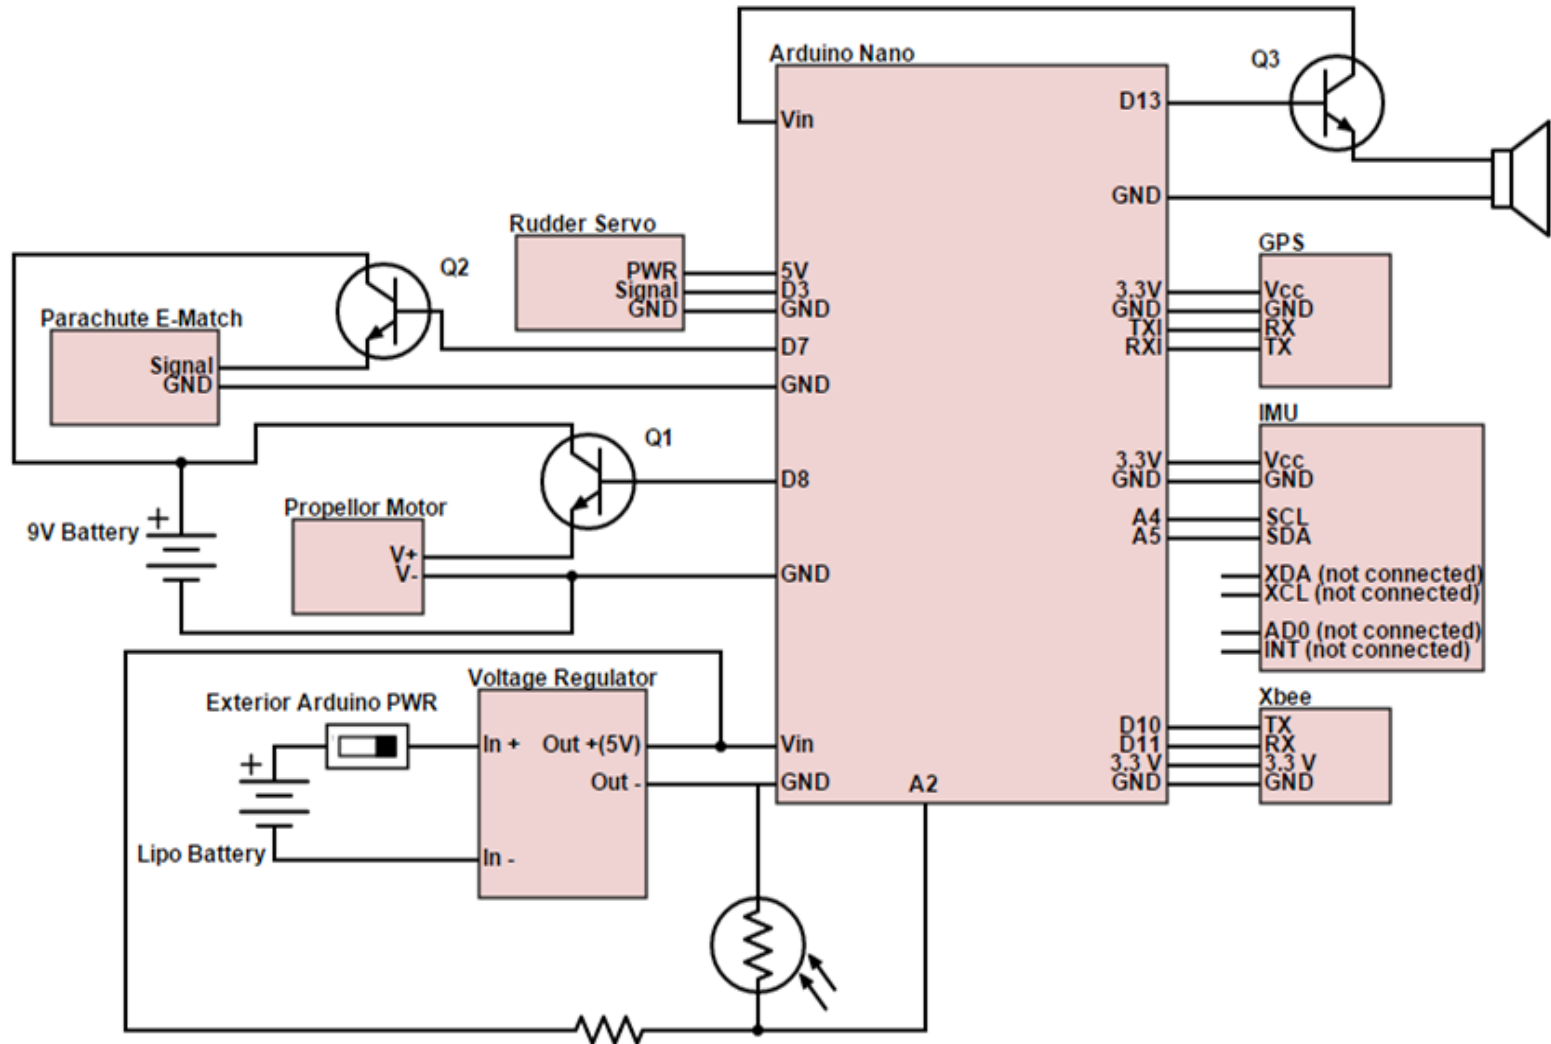 Arduino Nano
Vin
D13
Q3
GND
Rudder Servo
PWR
Signal
GND
5V
D3
GND
D7
GND
D8
GND
Q2
Parachute E-Match
Signal
GND
Q1
Propellor Motor
V+
V-
+
9V Battery
GPS
3.3V
GND
TXI
RXI
Vcc
GND
RX
TX
IMU
3.3V
GND
A4
A5
Vcc
GND
SCL
SDA
XDA (not connected)
XCL (not connected)
AD0 (not connected)
INT (not connected)
Voltage Regulator
Exterior Arduino PWR
+
In +
Out +(5V)
Out -
In -
Lipo Battery
Vin
GND
A2
Xbee
D10
D11
3.3 V
GND
TX
RX
3.3 V
GND